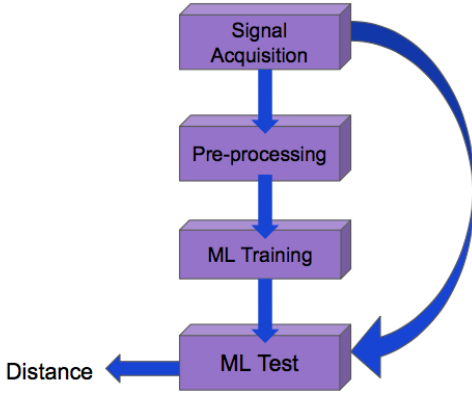 Signal
Acquisition
Pre-processing
ML Training
ML Test
Distance